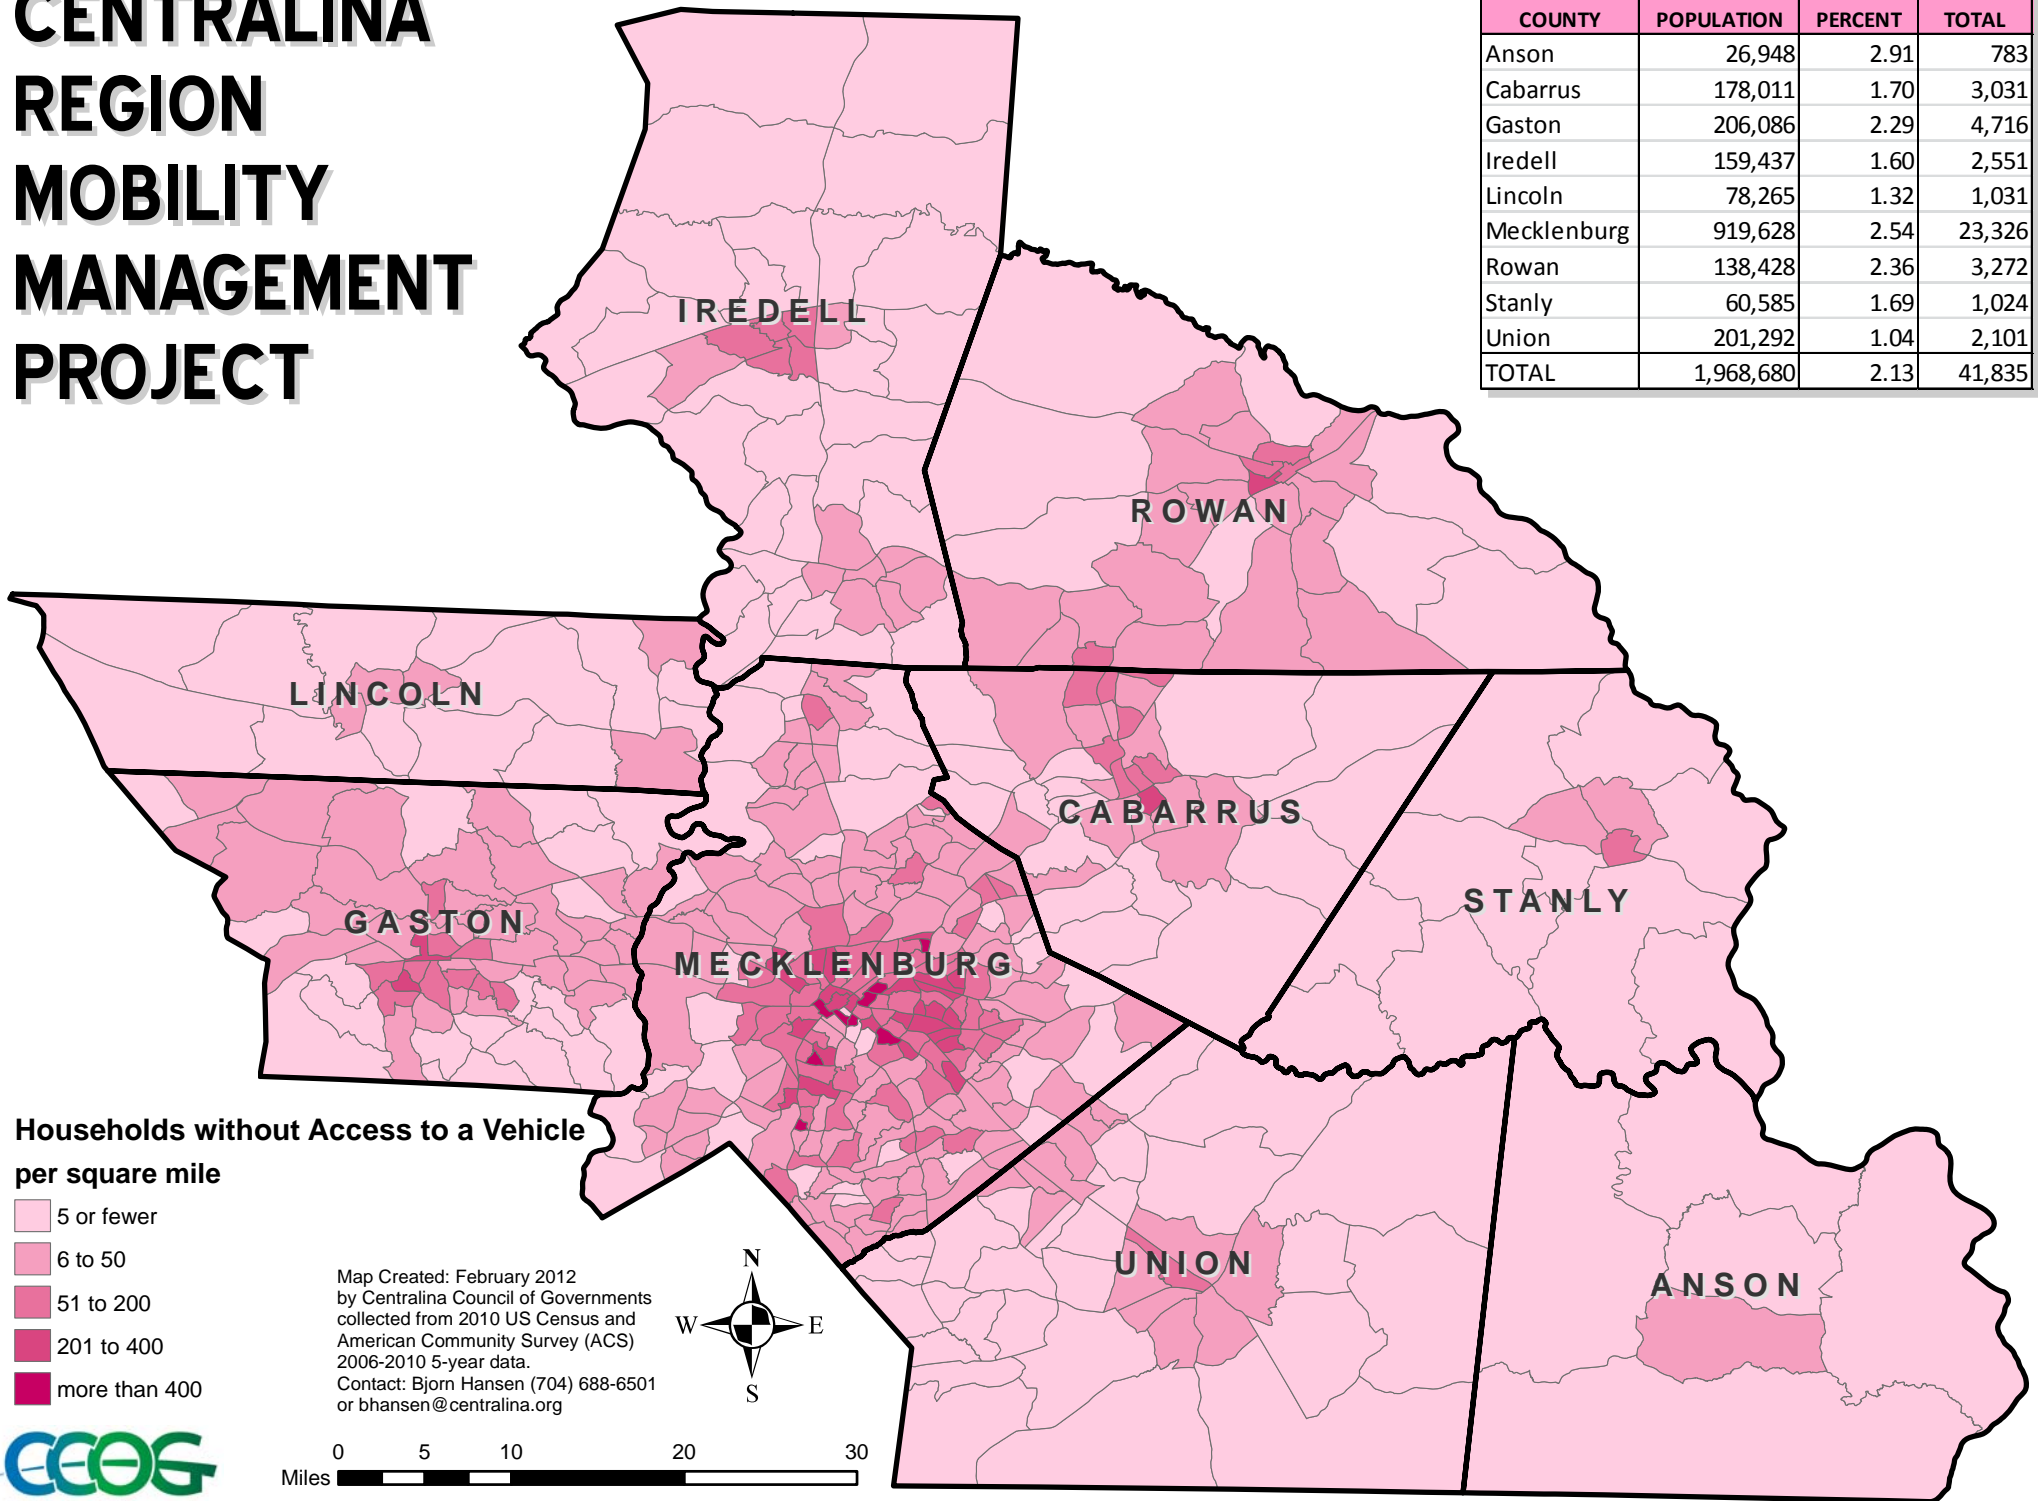 CENTRALINA
REGION
MOBILITY
MANAGEMENT
PROJECT
COUNTY POPULATION PERCENT TOTAL
Anson 26,948 2.91 783
Cabarrus 178,011 1.70 3,031
Gaston 206,086 2.29 4,716
Iredell 159,437 1.60 2,551
Lincoln 78,265 1.32 1,031
Mecklenburg 919,628 2.54 23,326
Rowan 138,428 2.36 3,272
Stanly 60,585 1.69 1,024
Union 201,292 1.04 2,101
TOTAL 1,968,680 2.13 41,835
IREDELL
ROWAN
LINCOLN
CABARRUS
STANLY
GASTON
MECKLENBURG
UNION
ANSON
Households without Access to a Vehicle
per square mile
5 or fewer
6 to 50
51 to 200
201 to 400
more than 400
Map Created: February 2012
by Centralina Council of Governments
collected from 2010 US Census and
American Community Survey (ACS)
2006-2010 5-year data.
Contact: Bjorn Hansen (704) 688-6501
or bhansen@centralina.org
N
W E
S
CCOG
0 5 10 20 30
Miles